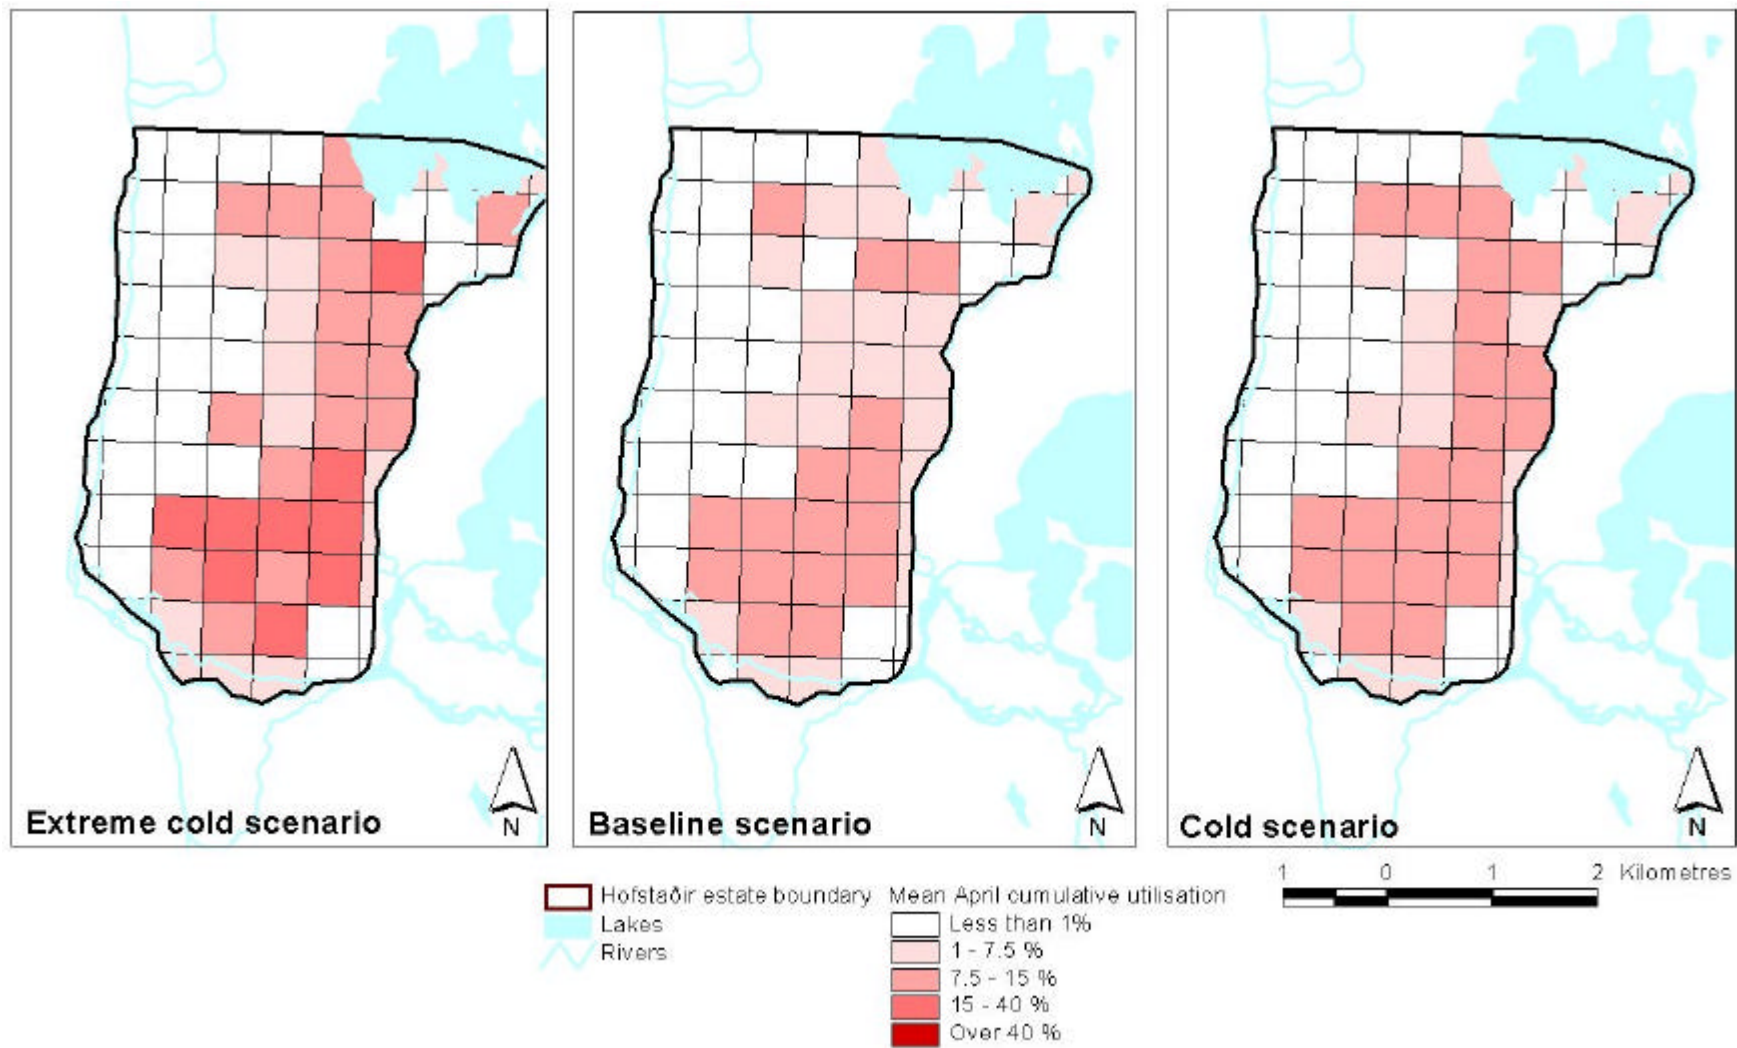 Extreme cold scenario
N
Baseline scenario
N
Cold scenario
N
1 0 1 2 Kilometres
Hofstaðir estate boundary
Lakes
Rivers
Mean April cumulative utilisation
Less than 1%
1 - 7.5 %
7.5 - 15 %
15 - 40 %
Over 40 %